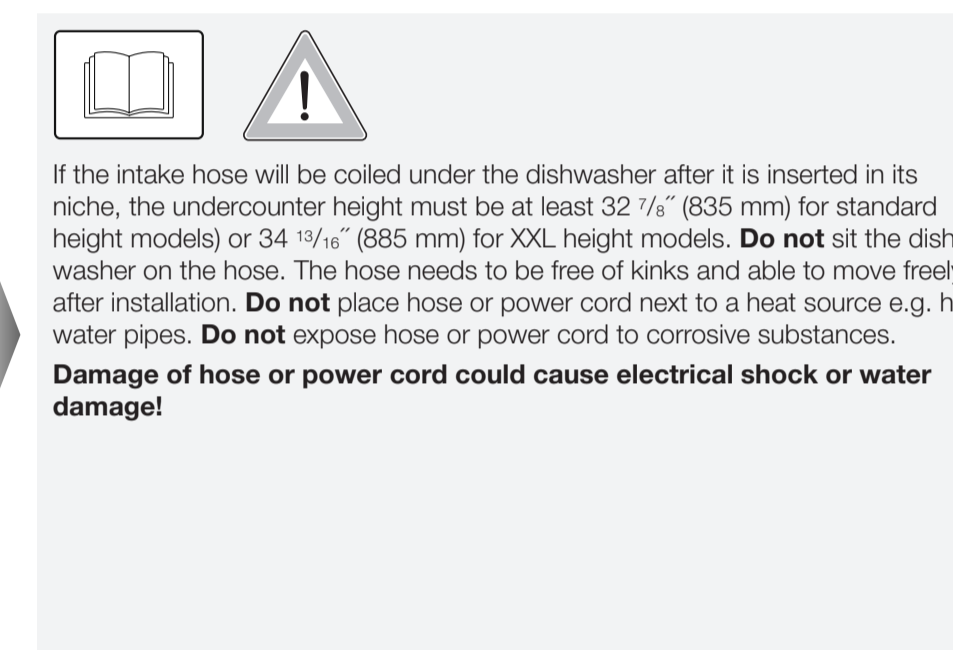 If the intake hose will be coiled under the dishwasher after it is inserted in its
niche, the undercounter height must be at least 32 7/8˝ (835 mm) for standard
height models) or 34 13/16˝ (885 mm) for XXL height models. Do not sit the dish
washer on the hose. The hose needs to be free of kinks and able to move freely
after installation. Do not place hose or power cord next to a heat source e.g. h
water pipes. Do not expose hose or power cord to corrosive substances.
Damage of hose or power cord could cause electrical shock or water
damage!